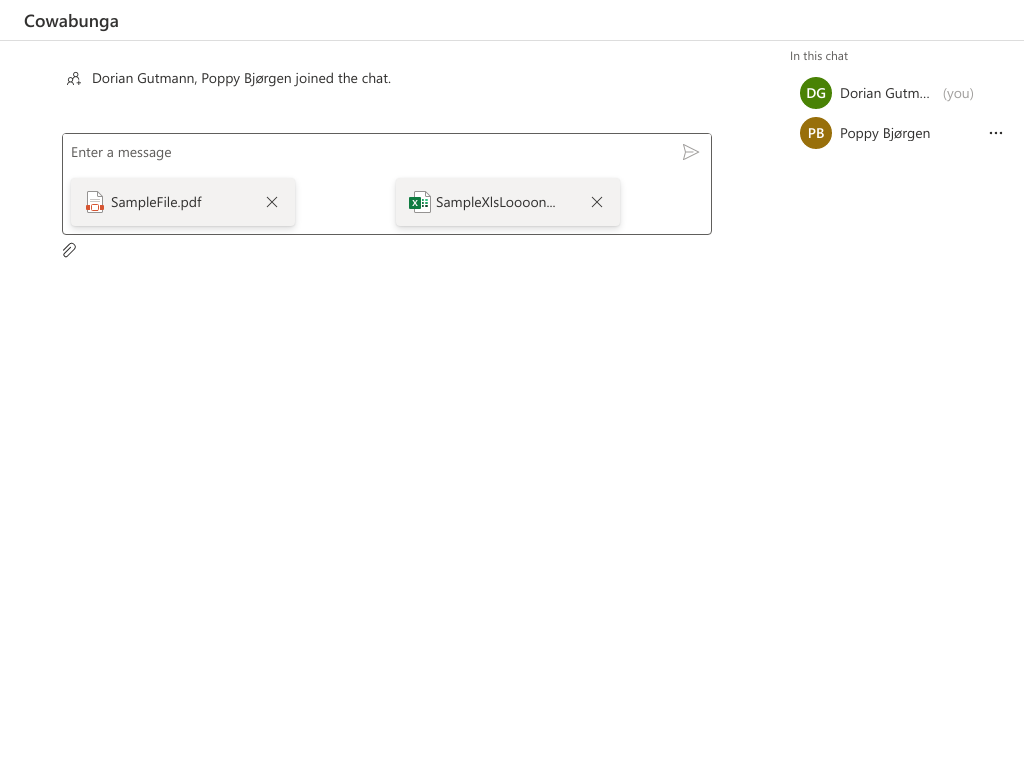 Cowabunga
Dorian Gutmann, Poppy Bjørgen joined the chat.
Enter a message
SampleFile.pdf
SampleXlsLoooon...
In this chat
DG Dorian Gutm... (you)
PB Poppy Bjørgen